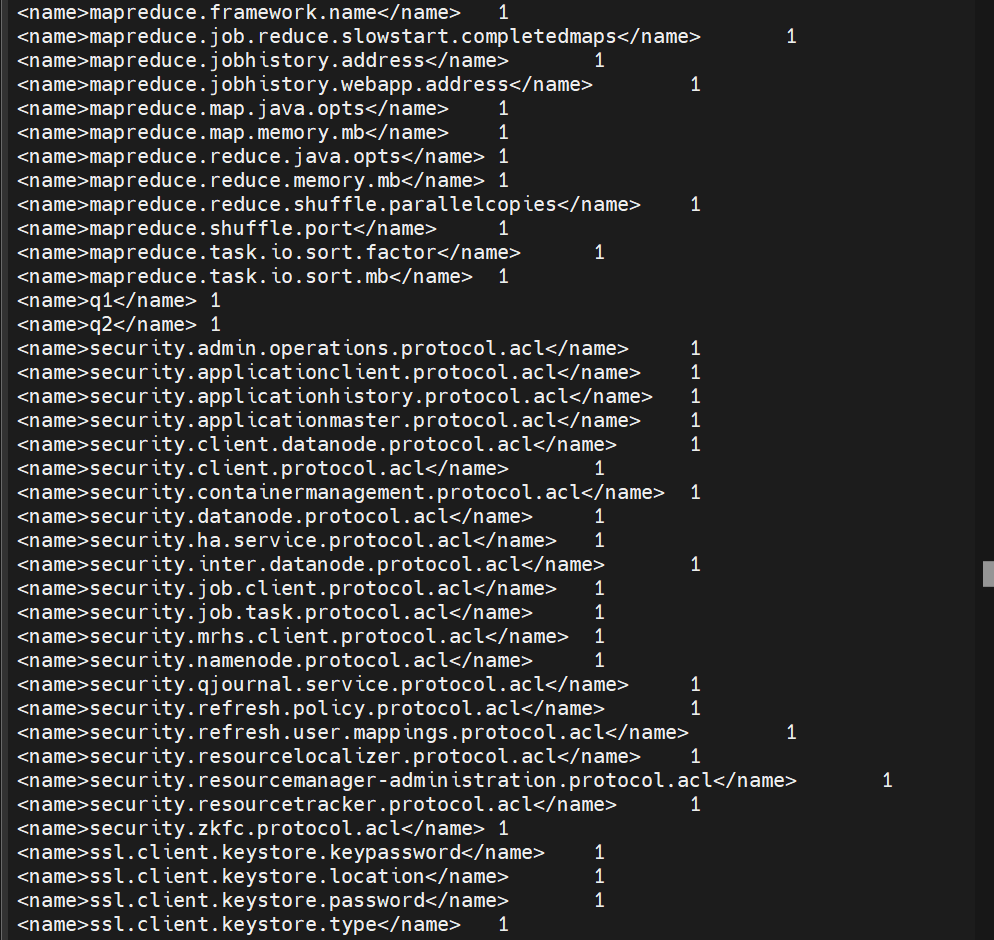 <name>mapreduce.framework.name</name>	1
<name>mapreduce.job.reduce.slowstart.completedmaps</name>	1
<name>mapreduce.jobhistory.address</name>	1
<name>mapreduce.jobhistory.webapp.address</name>	1
<name>mapreduce.map.java.opts</name>	1
<name>mapreduce.map.memory.mb</name>	1
<name>mapreduce.reduce.java.opts</name>	1
<name>mapreduce.reduce.memory.mb</name>	1
<name>mapreduce.reduce.shuffle.parallelcopies</name>	1
<name>mapreduce.shuffle.port</name>	1
<name>mapreduce.task.io.sort.factor</name>	1
<name>mapreduce.task.io.sort.mb</name>	1
<name>q1</name>	1
<name>q2</name>	1
<name>security.admin.operations.protocol.acl</name>	1
<name>security.applicationclient.protocol.acl</name>	1
<name>security.applicationhistory.protocol.acl</name>	1
<name>security.applicationmaster.protocol.acl</name>	1
<name>security.client.datanode.protocol.acl</name>	1
<name>security.client.protocol.acl</name>	1
<name>security.containermanagement.protocol.acl</name>	1
<name>security.datanode.protocol.acl</name>	1
<name>security.ha.service.protocol.acl</name>	1
<name>security.inter.datanode.protocol.acl</name>	1
<name>security.job.client.protocol.acl</name>	1
<name>security.job.task.protocol.acl</name>	1
<name>security.mrhs.client.protocol.acl</name>	1
<name>security.namenode.protocol.acl</name>	1
<name>security.qjournal.service.protocol.acl</name>	1
<name>security.refresh.policy.protocol.acl</name>	1
<name>security.refresh.user.mappings.protocol.acl</name>	1
<name>security.resourcelocalizer.protocol.acl</name>	1
<name>security.resourcemanager-administration.protocol.acl</name>	1
<name>security.resourcetracker.protocol.acl</name>	1
<name>security.zkfc.protocol.acl</name>	1
<name>ssl.client.keystore.keypassword</name>	1
<name>ssl.client.keystore.location</name>	1
<name>ssl.client.keystore.password</name>	1
<name>ssl.client.keystore.type</name>	1